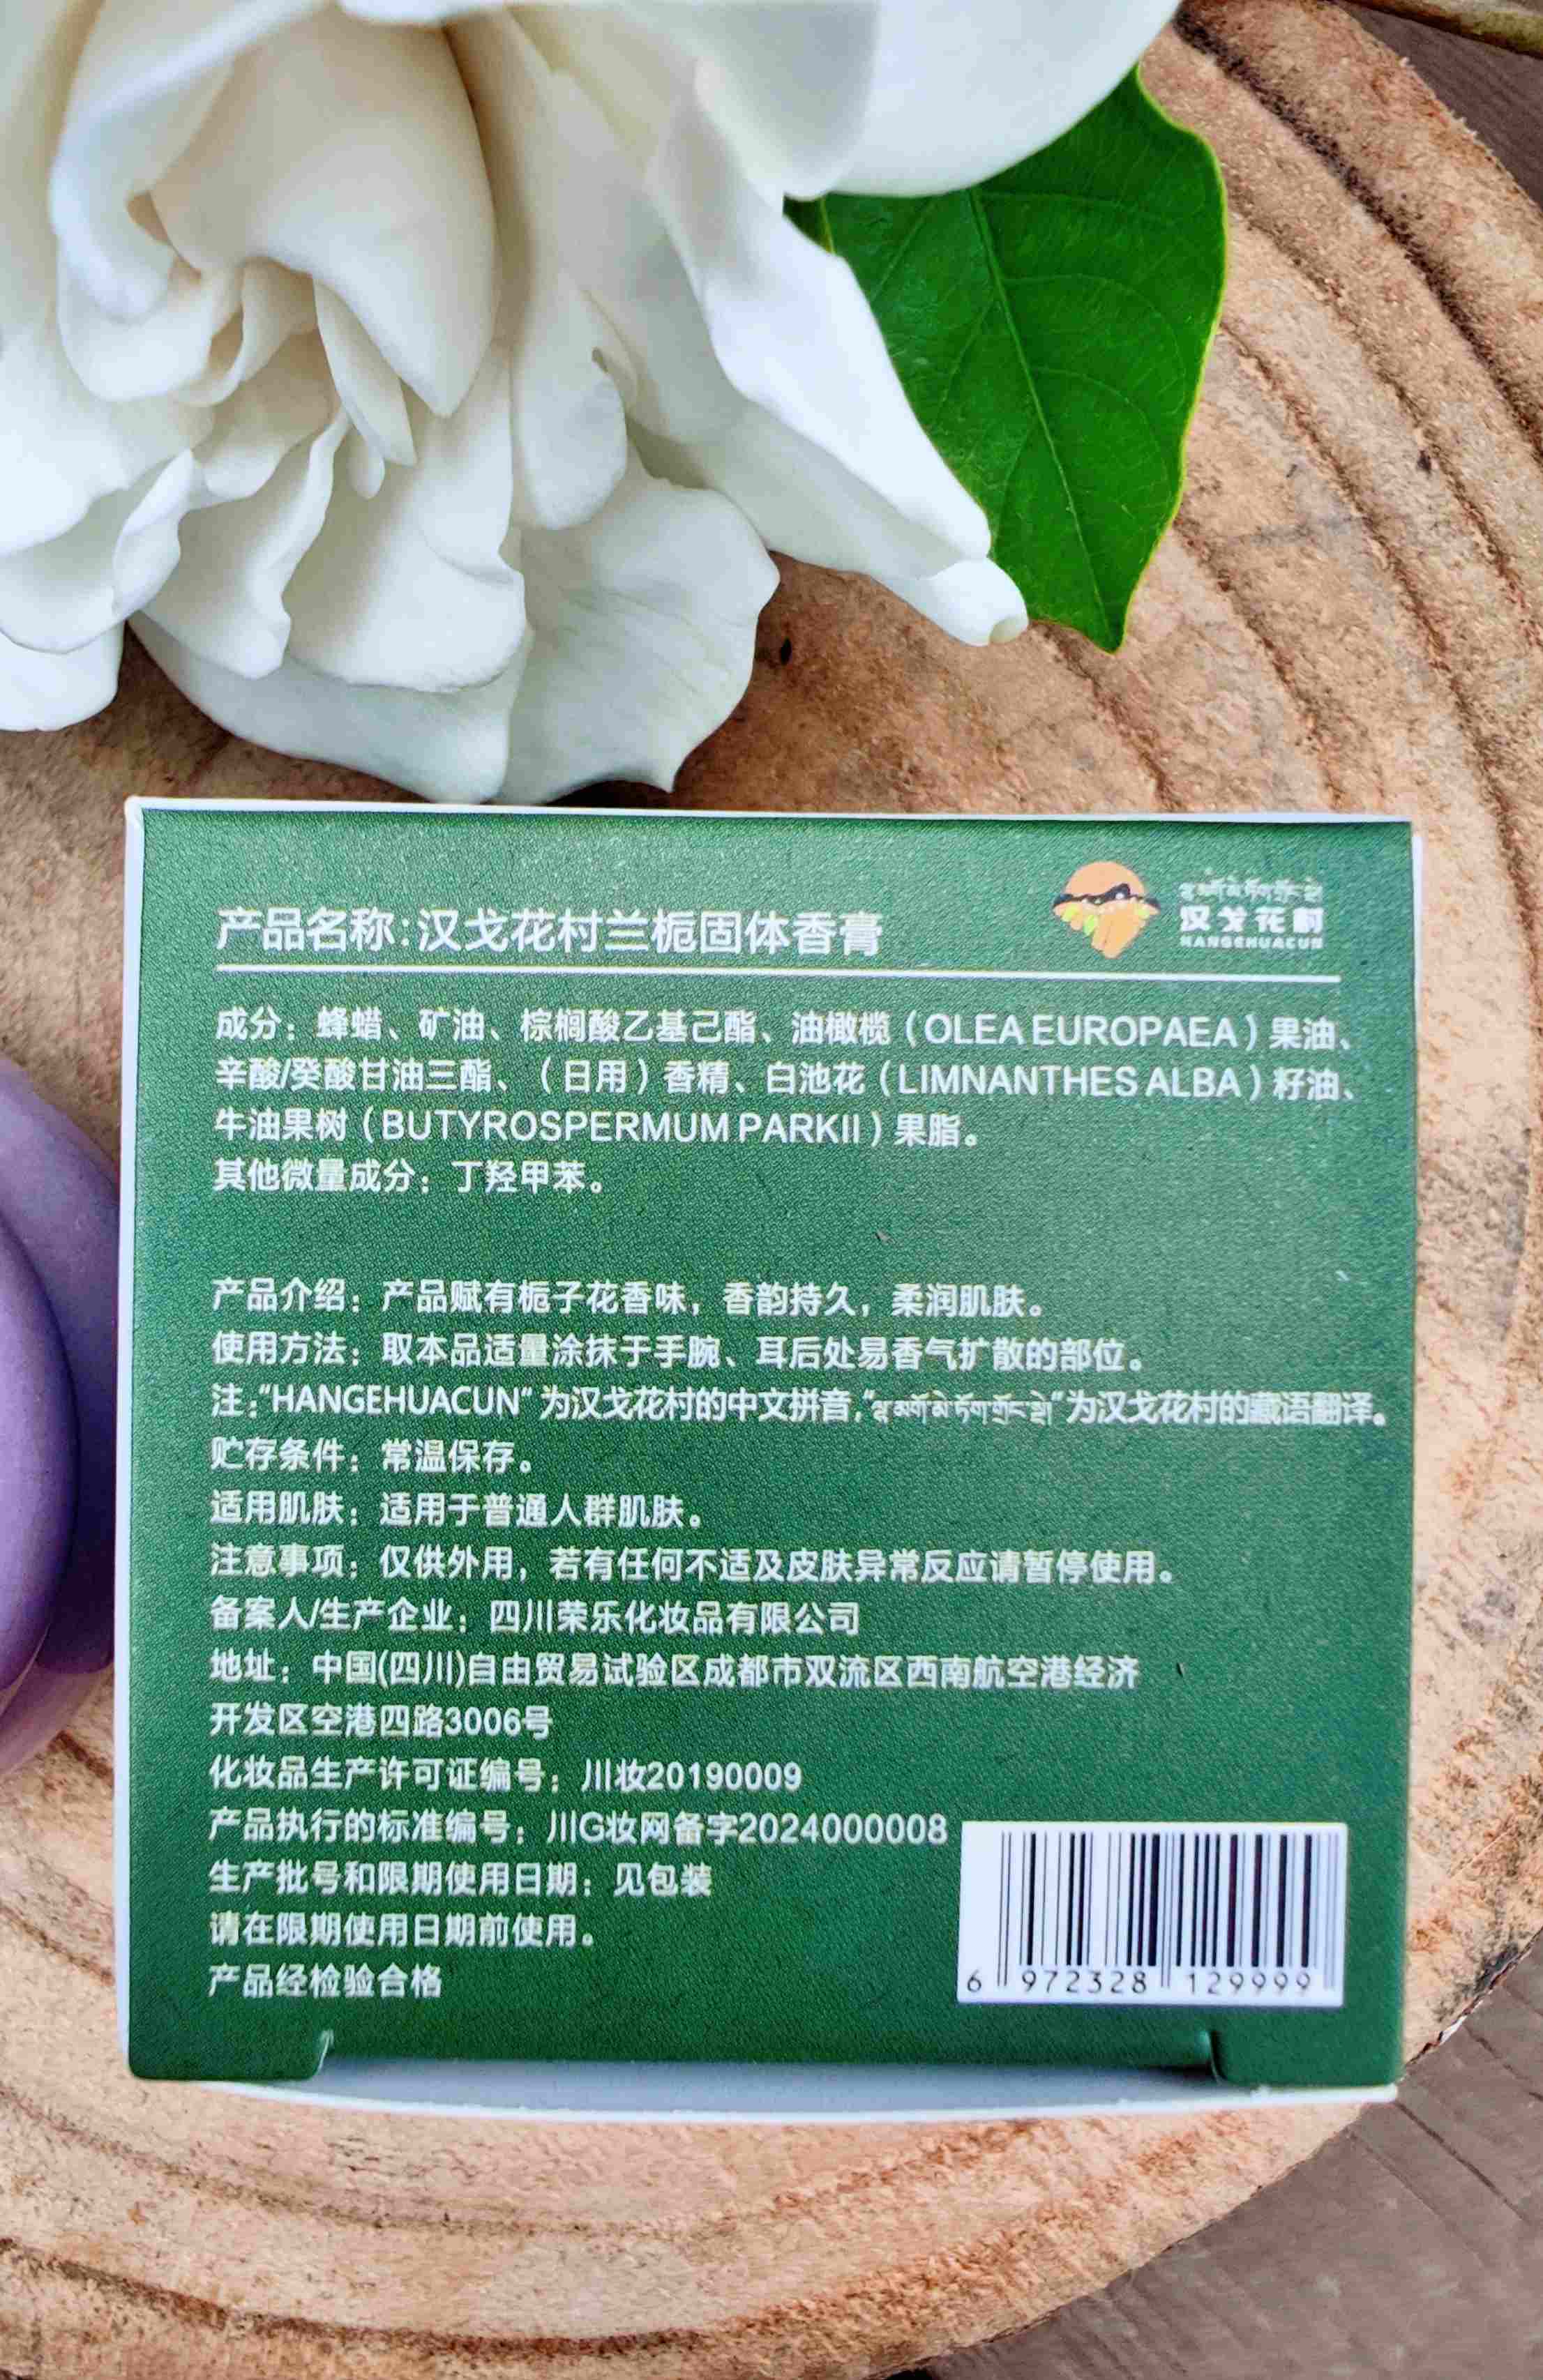 产品名称:汉戈花村兰栀固体香膏
汉戈花村
HANGEHUACUN
成分：蜂蜡、矿油、棕榈酸乙基己酯、油橄榄（OLEA EUROPAEA）果油、
辛酸/癸酸甘油三酯、（日用）香精、白池花（LIMNANTHES ALBA）籽油、
牛油果树（BUTYROSPERMUM PARKII）果脂。
其他微量成分：丁羟甲苯。
产品介绍：产品赋有栀子花香味，香韵持久，柔润肌肤。
使用方法：取本品适量涂抹于手腕、耳后处易香气扩散的部位。
注:“HANGEHUACUN”为汉戈花村的中文拼音,“ ”为汉戈花村的藏语翻译。
贮存条件：常温保存。
适用肌肤：适用于普通人群肌肤。
注意事项：仅供外用，若有任何不适及皮肤异常反应请暂停使用。
备案人/生产企业：四川荣乐化妆品有限公司
地址：中国(四川)自由贸易试验区成都市双流区西南航空港经济
开发区空港四路3006号
化妆品生产许可证编号：川妆20190009
产品执行的标准编号：川G妆网备字2024000008
生产批号和限期使用日期：见包装
请在限期使用日期前使用。
产品经检验合格
6 972328 129999